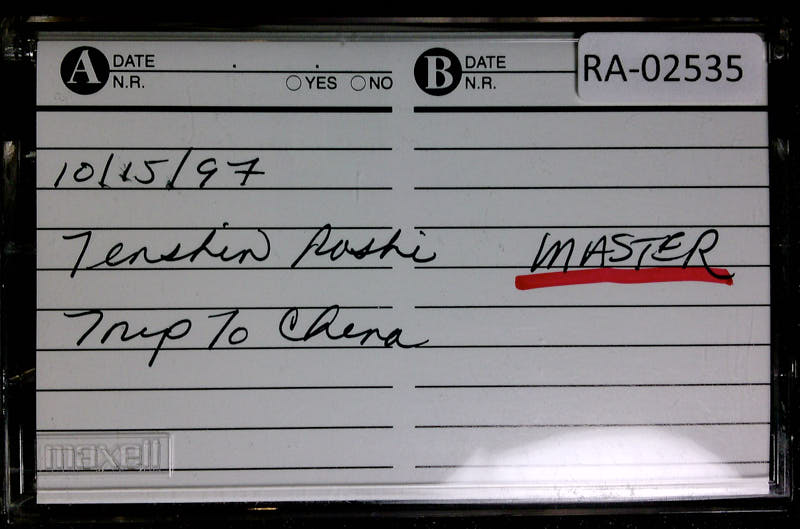 A DATE
N.R. YES NO
B DATE
N.R.
RA-02535
10/15/97
Tenshin Roshi
MASTER
Trip To China
maxell